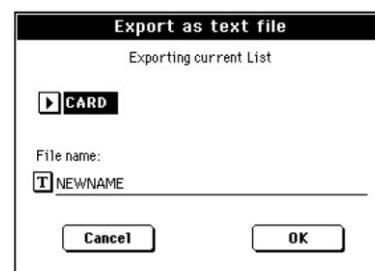 Export as text file
Exporting current List
CARD
File name:
T NEWNAME
Cancel OK